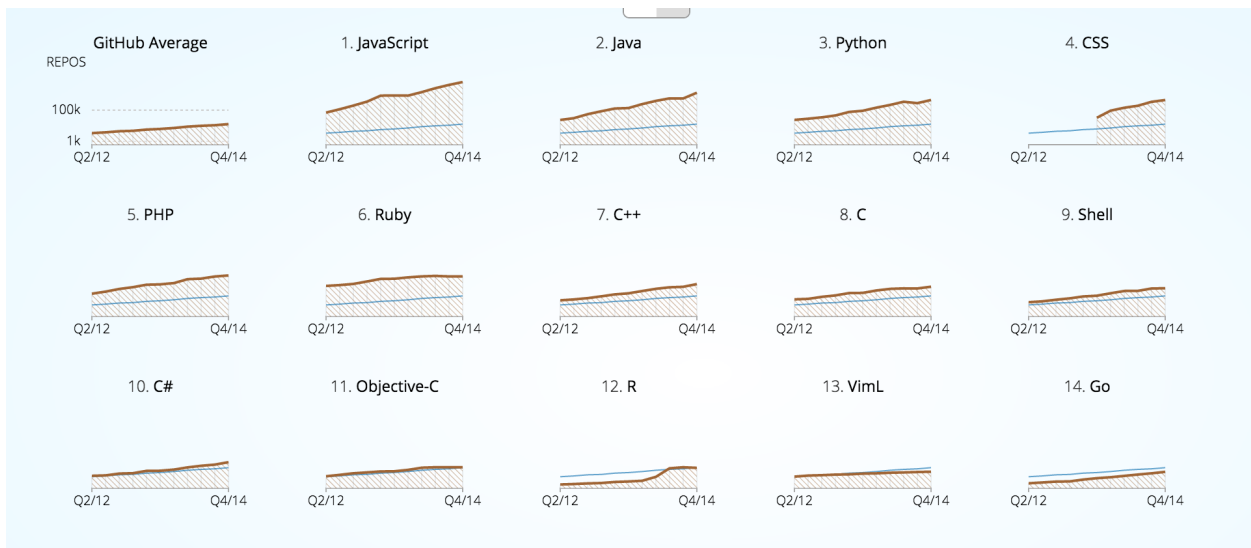 GitHub Average
REPOS
100k
1k
Q2/12 Q4/14
1. JavaScript
Q2/12 Q4/14
2. Java
Q2/12 Q4/14
3. Python
Q2/12 Q4/14
4. CSS
Q2/12 Q4/14
5. PHP
Q2/12 Q4/14
6. Ruby
Q2/12 Q4/14
7. C++
Q2/12 Q4/14
8. C
Q2/12 Q4/14
9. Shell
Q2/12 Q4/14
10. C#
Q2/12 Q4/14
11. Objective-C
Q2/12 Q4/14
12. R
Q2/12 Q4/14
13. VimL
Q2/12 Q4/14
14. Go
Q2/12 Q4/14